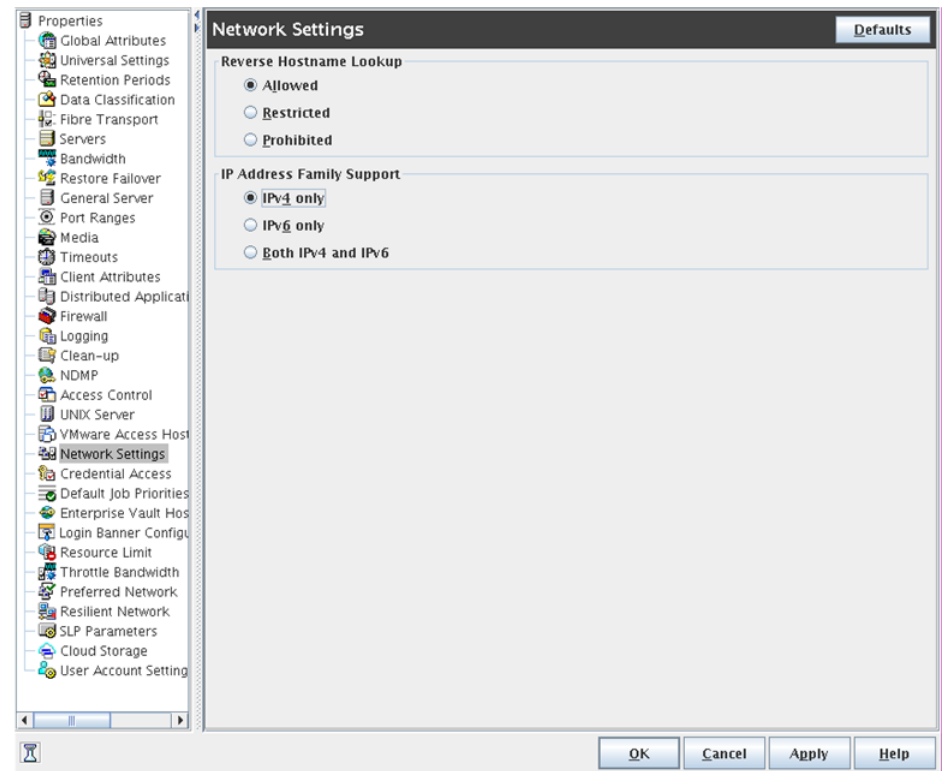 Properties
Global Attributes
Universal Settings
Retention Periods
Data Classification
Fibre Transport
Servers
Bandwidth
Restore Failover
General Server
Port Ranges
Media
Timeouts
Client Attributes
Distributed Applicati
Firewall
Logging
Clean-up
NDMP
Access Control
UNIX Server
VMware Access Host
Network Settings
Credential Access
Default Job Priorities
Enterprise Vault Hos
Login Banner Configu
Resource Limit
Throttle Bandwidth
Preferred Network
Resilient Network
SLP Parameters
Cloud Storage
User Account Setting
Network Settings
Defaults
Reverse Hostname Lookup
Allowed
Restricted
Prohibited
IP Address Family Support
IPv4 only
IPv6 only
Both IPv4 and IPv6
OK
Cancel
Apply
Help